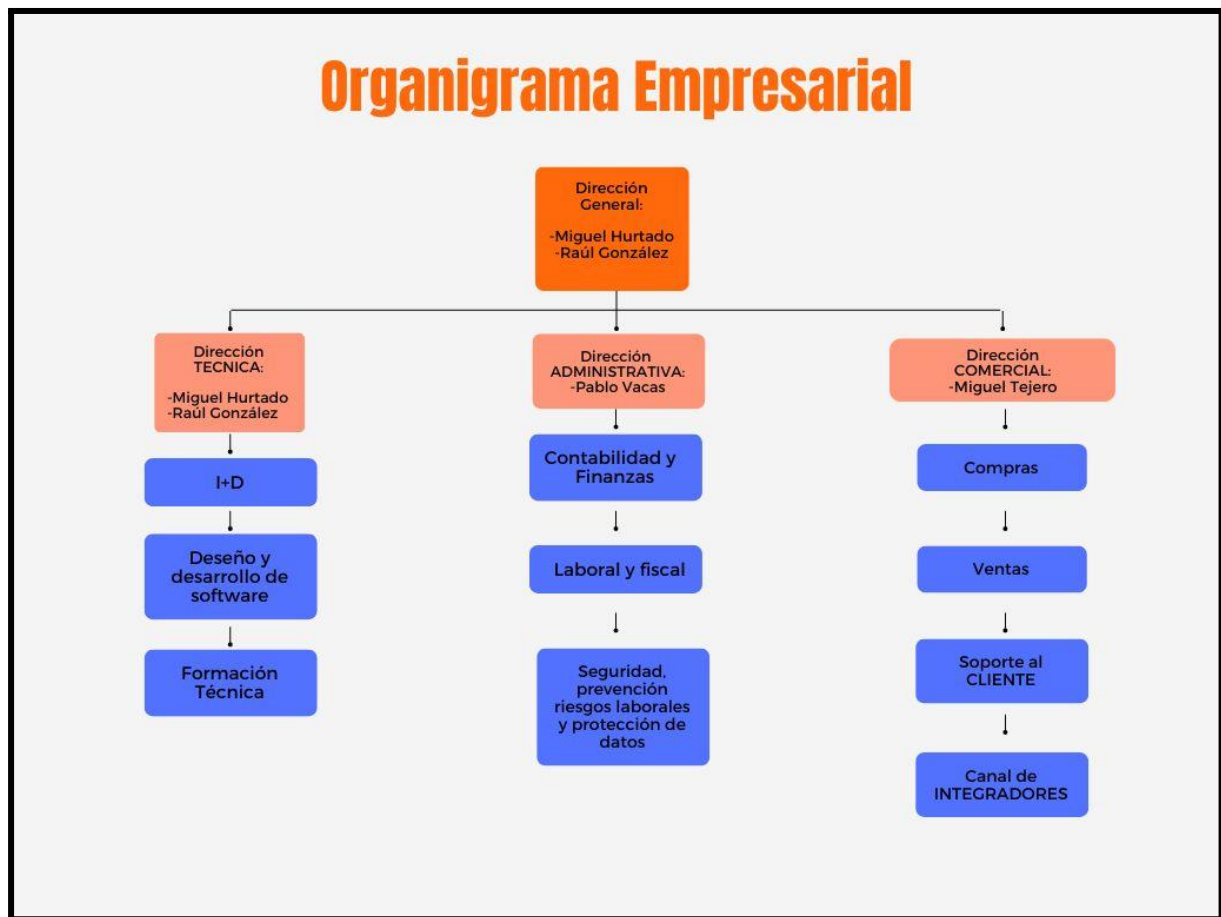 Organigrama Empresarial
Dirección
General:
-Miguel Hurtado
-Raúl González
Dirección
TECNICA:
-Miguel Hurtado
-Raúl González
I+D
Deseño y
desarrollo de
software
Formación
Técnica
Dirección
ADMINISTRATIVA:
-Pablo Vacas
Contabilidad y
Finanzas
Laboral y fiscal
Seguridad,
prevención
riesgos laborales
y protección de
datos
Dirección
COMERCIAL:
-Miguel Tejero
Compras
Ventas
Soporte al
CLIENTE
Canal de
INTEGRADORES